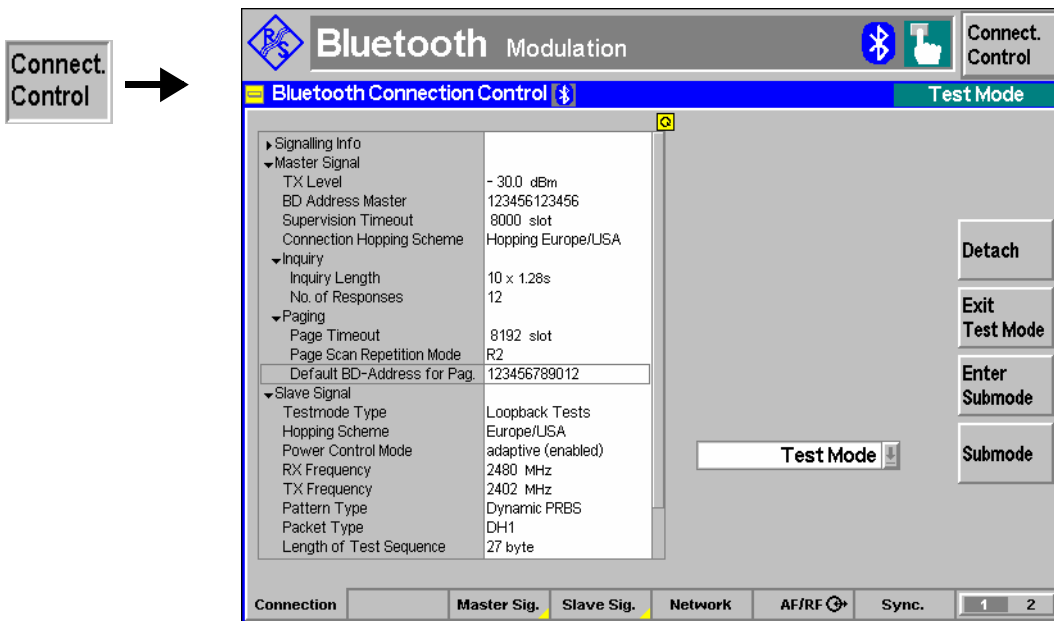 Connect.
Control
R&S
Bluetooth Modulation
Connect.
Control
Bluetooth Connection Control
Test Mode
Signalling Info
Master Signal
TX Level - 30.0 dBm
BD Address Master 123456123456
Supervision Timeout 8000 slot
Connection Hopping Scheme Hopping Europe/USA
Inquiry
Inquiry Length 10 x 1.28s
No. of Responses 12
Paging
Page Timeout 8192 slot
Page Scan Repetition Mode R2
Default BD-Address for Pag. 123456789012
Slave Signal
Testmode Type Loopback Tests
Hopping Scheme Europe/USA
Power Control Mode adaptive (enabled)
RX Frequency 2480 MHz
TX Frequency 2402 MHz
Pattern Type Dynamic PRBS
Packet Type DH1
Length of Test Sequence 27 byte
Test Mode
Detach
Exit
Test Mode
Enter
Submode
Submode
Connection Master Sig. Slave Sig. Network AF/RF Sync. 1 2